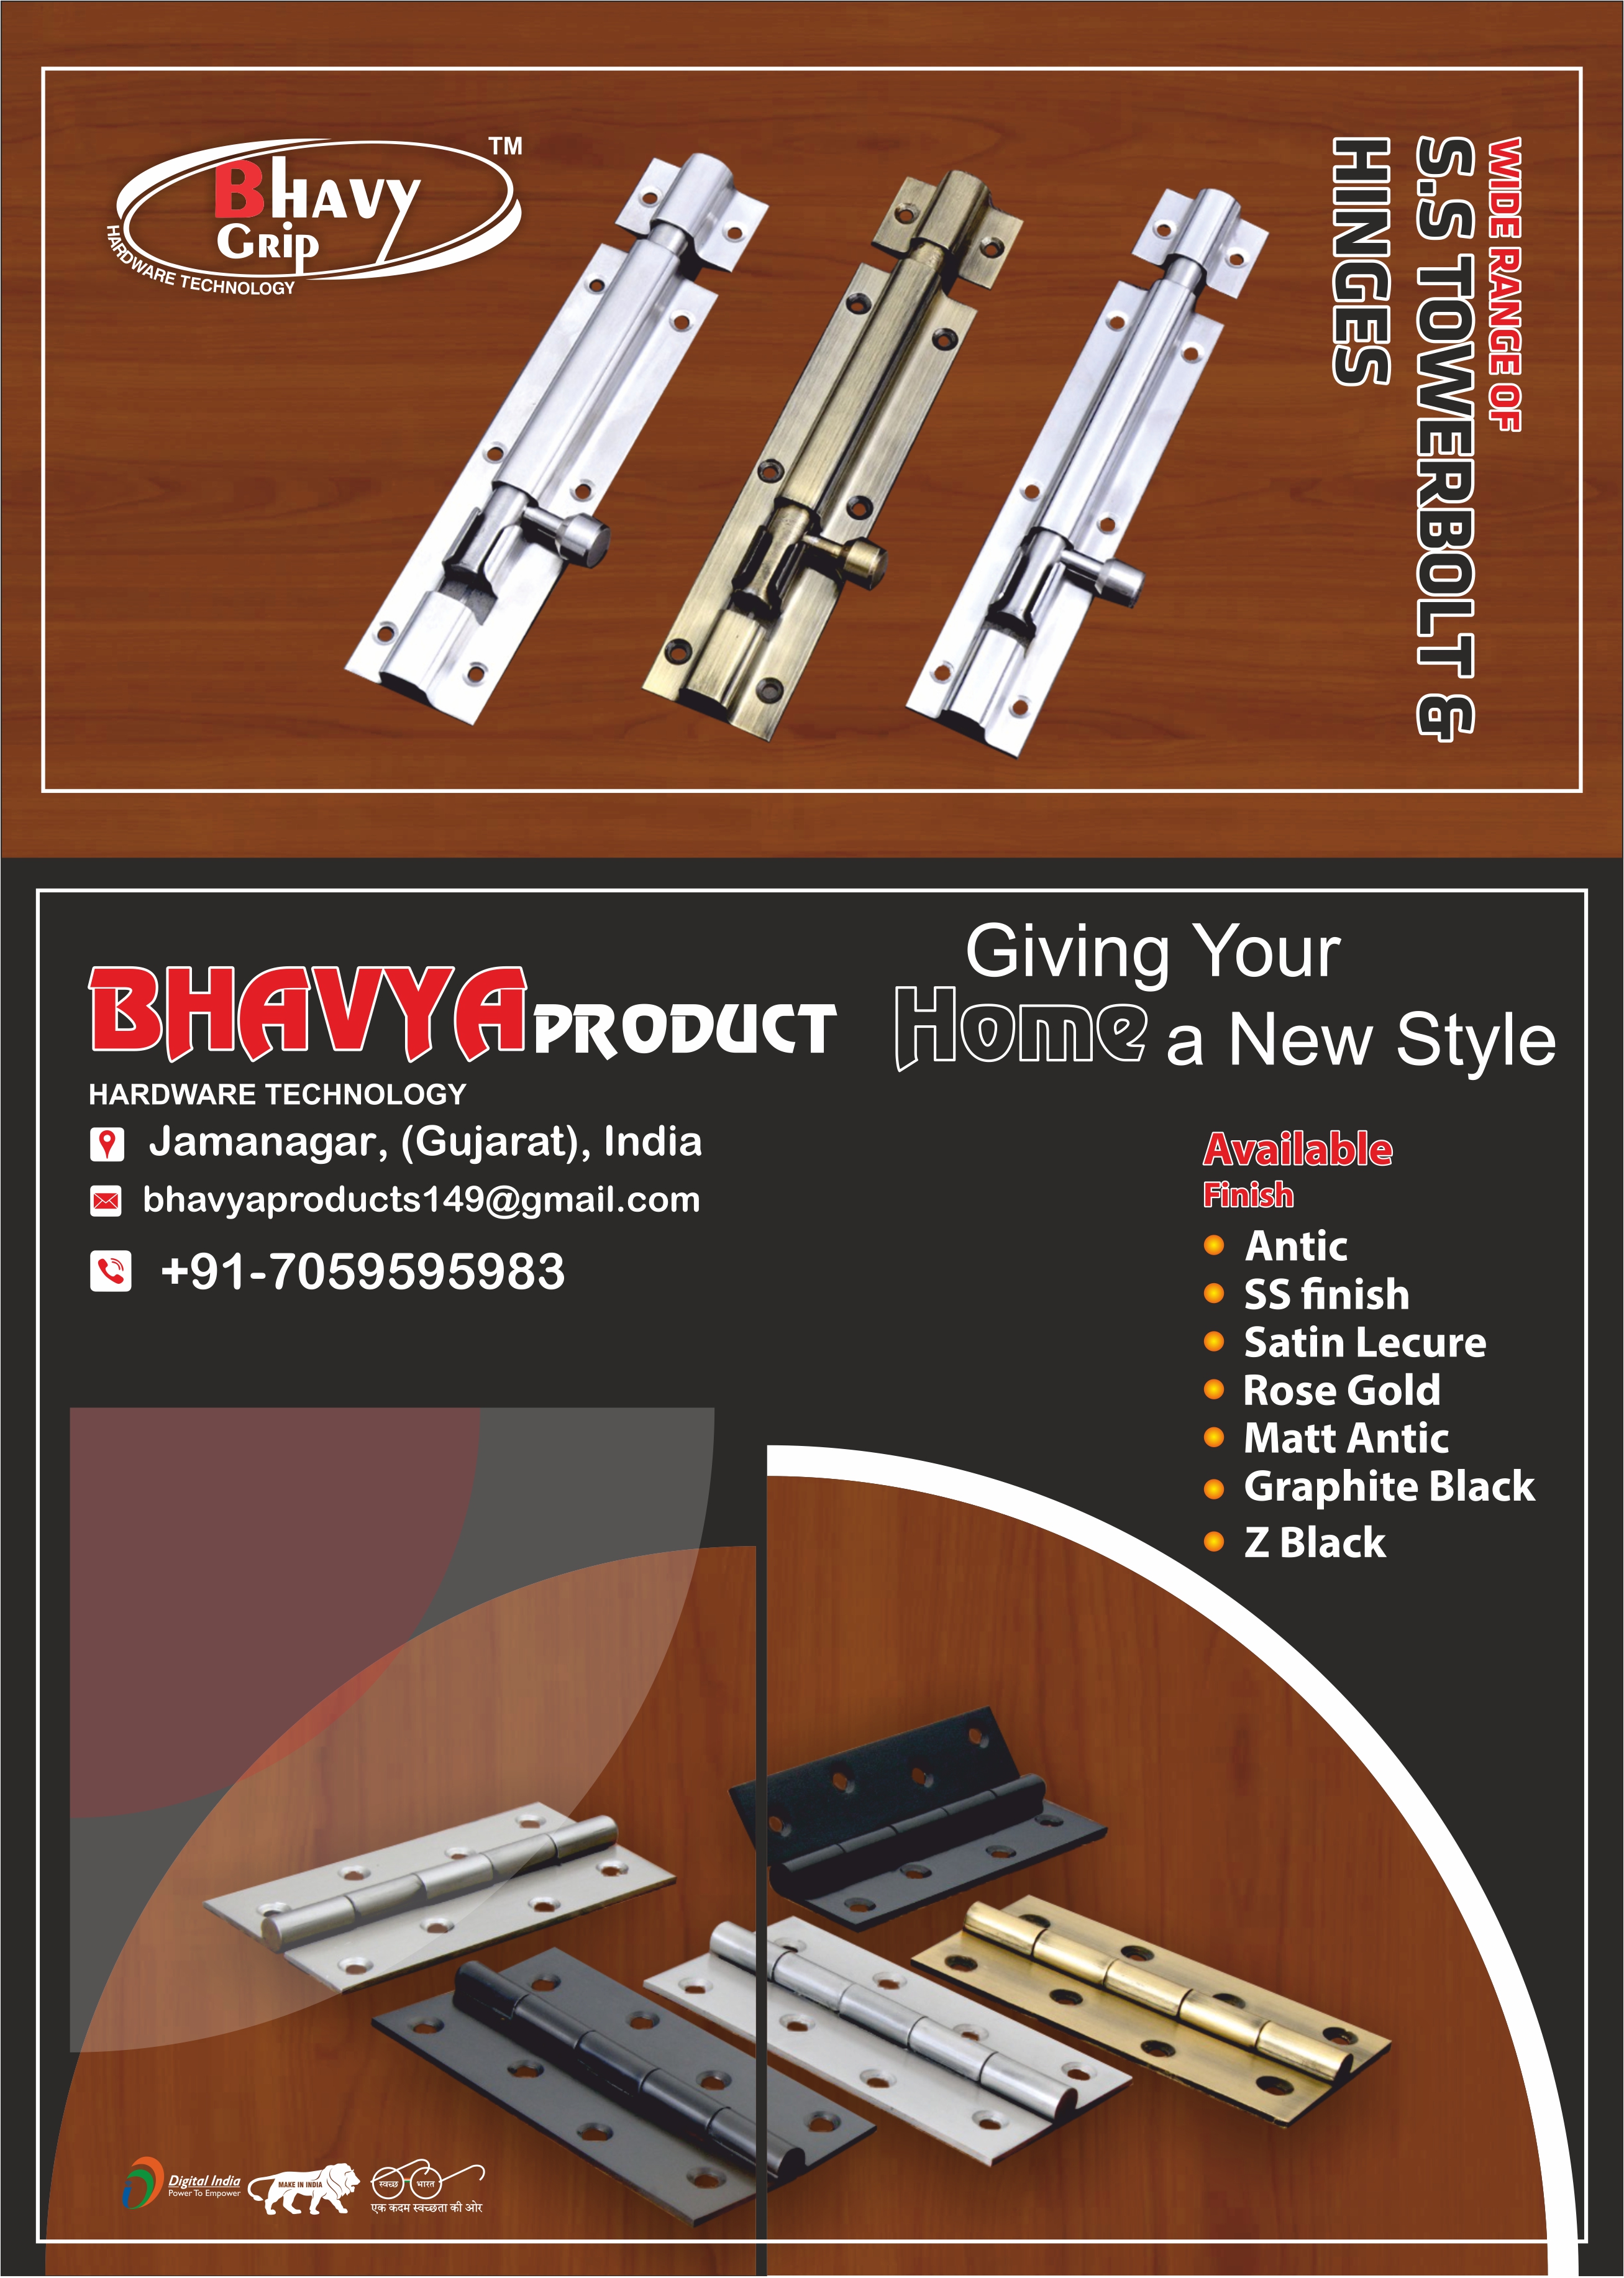 BHAVY
GRIP
TM
HARDWARE TECHNOLOGY
WIDE RANGE OF
S.S TOWERBOLT &
HINGES
BHAVYA PRODUCT
HARDWARE TECHNOLOGY
Jamanagar, (Gujarat), India
bhavyaproducts149@gmail.com
+91-7059595983
Giving Your
Home a New Style
Available
Finish
Antic
SS finish
Satin Lecure
Rose Gold
Matt Antic
Graphite Black
Z Black
Digital India
Power To Empower
MAKE IN INDIA
स्वच्छ भारत
एक कदम स्वच्छता की ओर